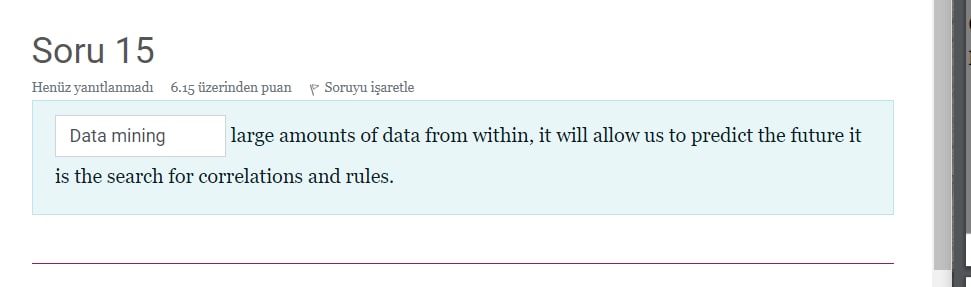 Soru 15
Henüz yanıtlanmadı 6.15 üzerinden puan Soruyu işaretle
Data mining large amounts of data from within, it will allow us to predict the future it
is the search for correlations and rules.